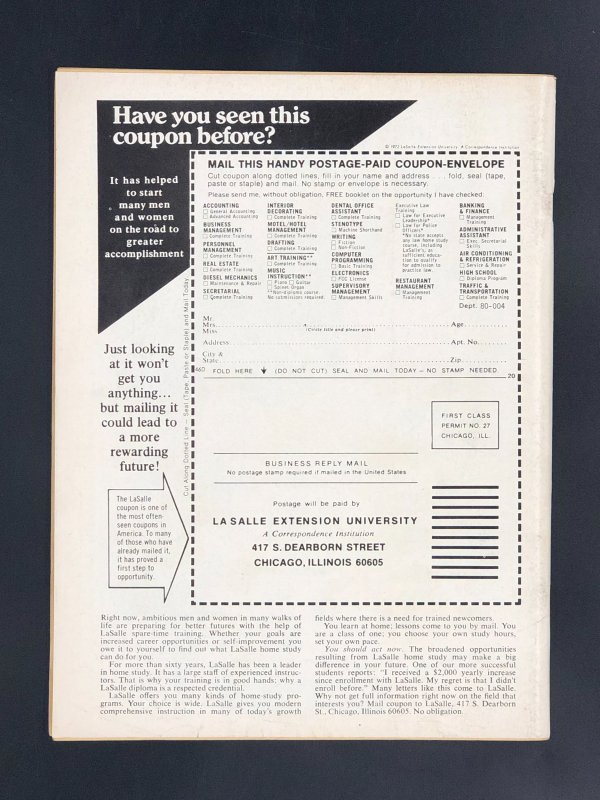 Have you seen this
coupon before?
© 1972 LaSalle Extension University, A Correspondence Institution
It has helped
to start
many men
and women
on the road to
greater
accomplishment
Just looking
at it won't
get you
anything...
but mailing it
could lead to
a more
rewarding
future!
The LaSalle
coupon is one of
the most often-
seen coupons in
America. To many
of those who have
already mailed it,
it has proved a
first step to
opportunity.
Cut Along Dotted Line — Seal (Tape, Paste or Staple) and Mail Today
MAIL THIS HANDY POSTAGE-PAID COUPON-ENVELOPE
Cut coupon along dotted lines, fill in your name and address . . . fold, seal (tape,
paste or staple) and mail. No stamp or envelope is necessary.
Please send me, without obligation, FREE booklet on the opportunity I have checked:
ACCOUNTING
General Accounting
Advanced Accounting
BUSINESS
MANAGEMENT
Complete Training
PERSONNEL
MANAGEMENT
Complete Training
REAL ESTATE
Complete Training
DIESEL MECHANICS
Maintenance & Repair
SECRETARIAL
Complete Training
INTERIOR
DECORATING
Complete Training
MOTEL/HOTEL
MANAGEMENT
Complete Training
DRAFTING
Complete Training
ART TRAINING**
Complete Training
MUSIC
INSTRUCTION**
Piano Guitar
Spinet Organ
**Non-diploma course.
No salesman required.
DENTAL OFFICE
ASSISTANT
Complete Training
STENOTYPE
Machine Shorthand
WRITING
Fiction
Non-Fiction
COMPUTER
PROGRAMMING
Basic Training
ELECTRONICS
FCC License
SUPERVISORY
MANAGEMENT
Management Skills
Executive Law
Training
Law for Executive
Leadership*
Law for Police
Officers*
*No state accepts
any law home study
course, including
LaSalle's, as
sufficient educa-
tion to qualify
for admission to
practice law.
RESTAURANT
MANAGEMENT
Management
Training
BANKING
& FINANCE
Management
Training
ADMINISTRATIVE
ASSISTANT
Exec. Secretarial
Skills
AIR CONDITIONING
& REFRIGERATION
Service & Repair
HIGH SCHOOL
Diploma Program
TRAFFIC &
TRANSPORTATION
Complete Training
Dept. 80-004
Mr.
Mrs.
Miss
(Circle title and please print)
Age
Address
Apt. No.
City &
State
Zip
460 FOLD HERE (DO NOT CUT) SEAL AND MAIL TODAY — NO STAMP NEEDED. 20
FIRST CLASS
PERMIT NO. 27
CHICAGO, ILL.
BUSINESS REPLY MAIL
No postage stamp required if mailed in the United States
Postage will be paid by
LA SALLE EXTENSION UNIVERSITY
A Correspondence Institution
417 S. DEARBORN STREET
CHICAGO, ILLINOIS 60605
Right now, ambitious men and women in many walks of
life are preparing for better futures with the help of
LaSalle spare-time training. Whether your goals are
increased career opportunities or self-improvement you
owe it to yourself to find out what LaSalle home study
can do for you.
For more than sixty years, LaSalle has been a leader
in home study. It has a large staff of experienced instruc-
tors. That is why your training is in good hands; why a
LaSalle diploma is a respected credential.
LaSalle offers you many kinds of home-study pro-
grams. Your choice is wide. LaSalle gives you modern
comprehensive instruction in many of today's growth
fields where there is a need for trained newcomers.
You learn at home; lessons come to you by mail. You
are a class of one; you choose your own study hours,
set your own pace.
You should act now. The broadened opportunities
resulting from LaSalle home study may make a big
difference in your future. One of our more successful
students reports: "I received a $2,000 yearly increase
since enrollment with LaSalle. My regret is that I didn't
enroll before." Many letters like this come to LaSalle.
Why not get full information right now on the field that
interests you? Mail coupon to LaSalle, 417 S. Dearborn
St., Chicago, Illinois 60605. No obligation.